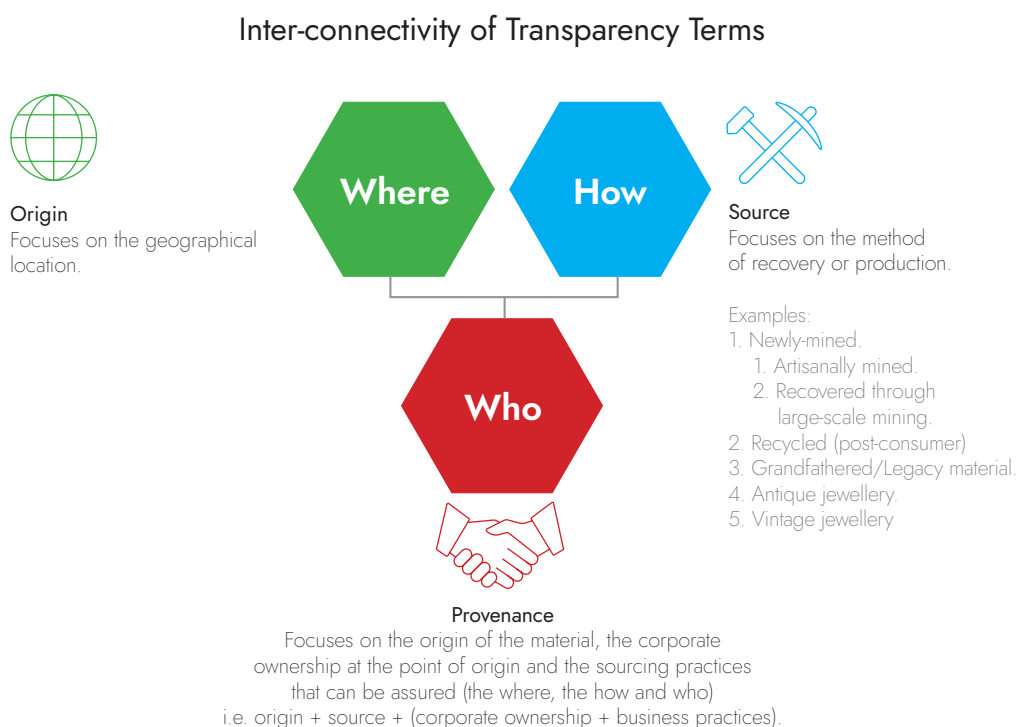 Inter-connectivity of Transparency Terms
Where
How
Who
Origin
Focuses on the geographical
location.
Source
Focuses on the method
of recovery or production.
Examples:
1. Newly-mined.
1. Artisanally mined.
2. Recovered through
large-scale mining.
2. Recycled (post-consumer)
3. Grandfathered/Legacy material.
4. Antique jewellery.
5. Vintage jewellery
Provenance
Focuses on the origin of the material, the corporate
ownership at the point of origin and the sourcing practices
that can be assured (the where, the how and who)
i.e. origin + source + (corporate ownership + business practices).